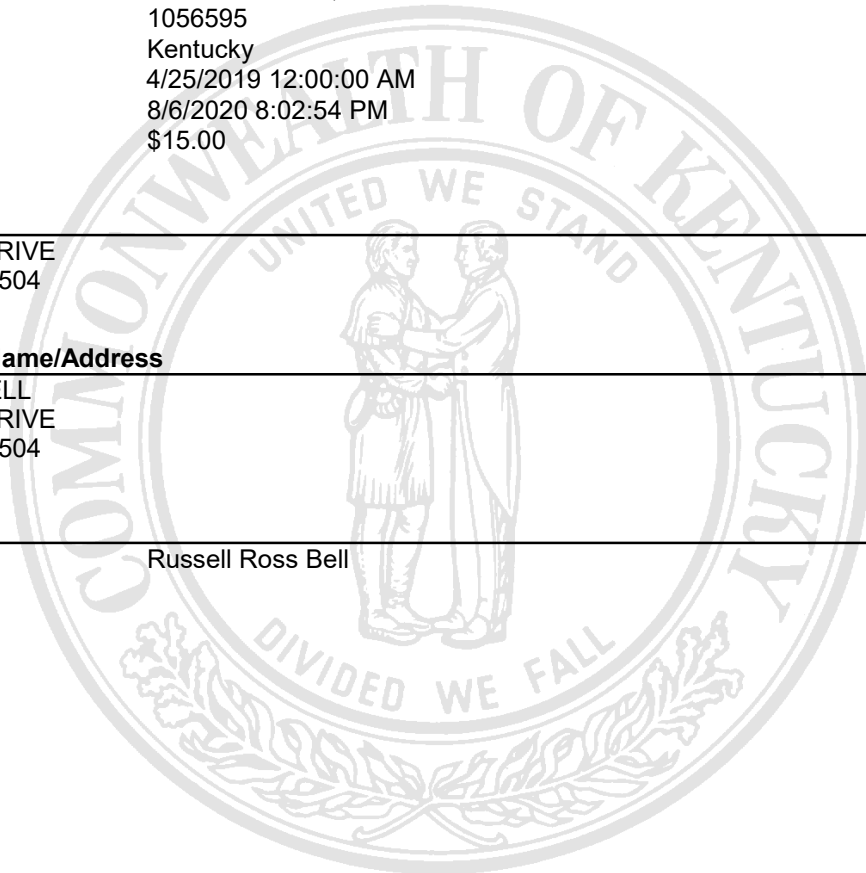 1056595
Kentucky
4/25/2019 12:00:00 AM
8/6/2020 8:02:54 PM
$15.00
RIVE
504
ame/Address
ELL
RIVE
504
Russell Ross Bell
COMMONWEALTH OF KENTUCKY
UNITED WE STAND
DIVIDED WE FALL